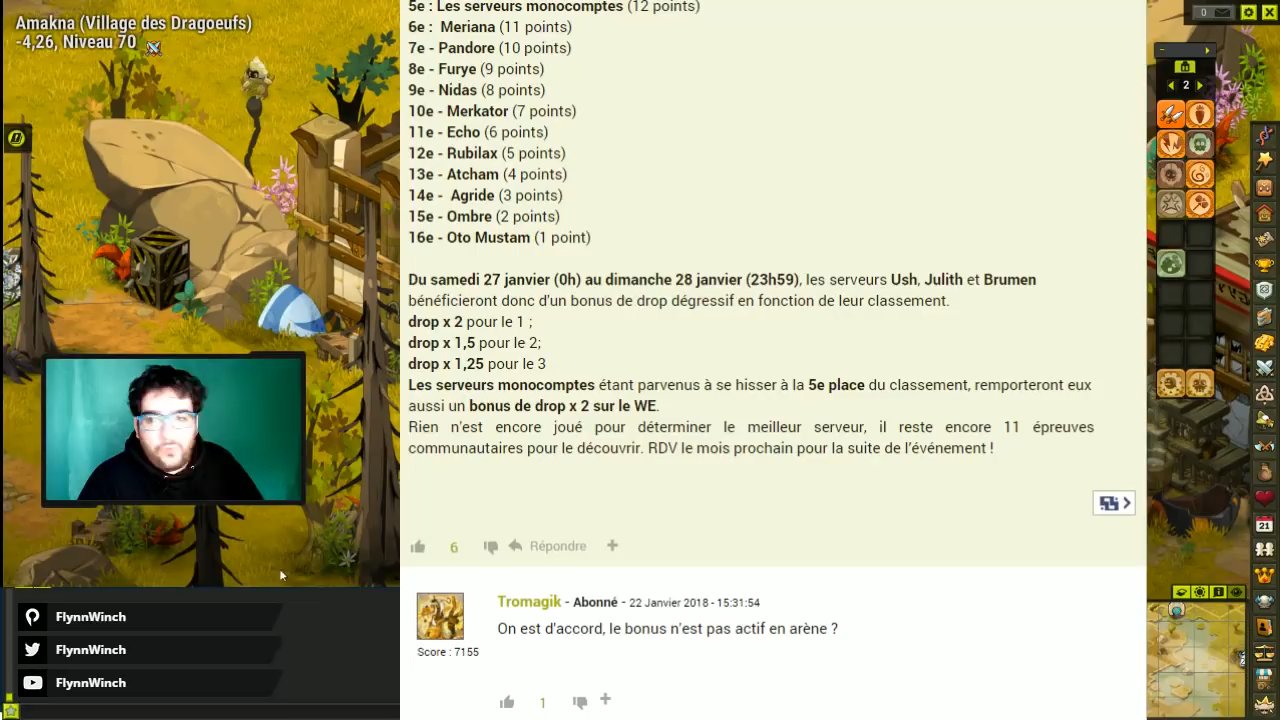 Amakna (Village des Dragoeufs)
-4,26, Niveau 70
5e : Les serveurs monocomptes (12 points)
6e : Meriana (11 points)
7e - Pandore (10 points)
8e - Furye (9 points)
9e - Nidas (8 points)
10e - Merkator (7 points)
11e - Echo (6 points)
12e - Rubilax (5 points)
13e - Atcham (4 points)
14e - Agride (3 points)
15e - Ombre (2 points)
16e - Oto Mustam (1 point)
Du samedi 27 janvier (0h) au dimanche 28 janvier (23h59), les serveurs Ush, Julith et Brumen
bénéficieront donc d'un bonus de drop dégressif en fonction de leur classement.
drop x 2 pour le 1 ;
drop x 1,5 pour le 2;
drop x 1,25 pour le 3
Les serveurs monocomptes étant parvenus à se hisser à la 5e place du classement, remporteront eux
aussi un bonus de drop x 2 sur le WE.
Rien n'est encore joué pour déterminer le meilleur serveur, il reste encore 11 épreuves
communautaires pour le découvrir. RDV le mois prochain pour la suite de l'événement !
6
Répondre
Tromagik - Abonné - 22 Janvier 2018 - 15:31:54
On est d'accord, le bonus n'est pas actif en arène ?
Score : 7155
1
FlynnWinch
FlynnWinch
FlynnWinch
0
2
21